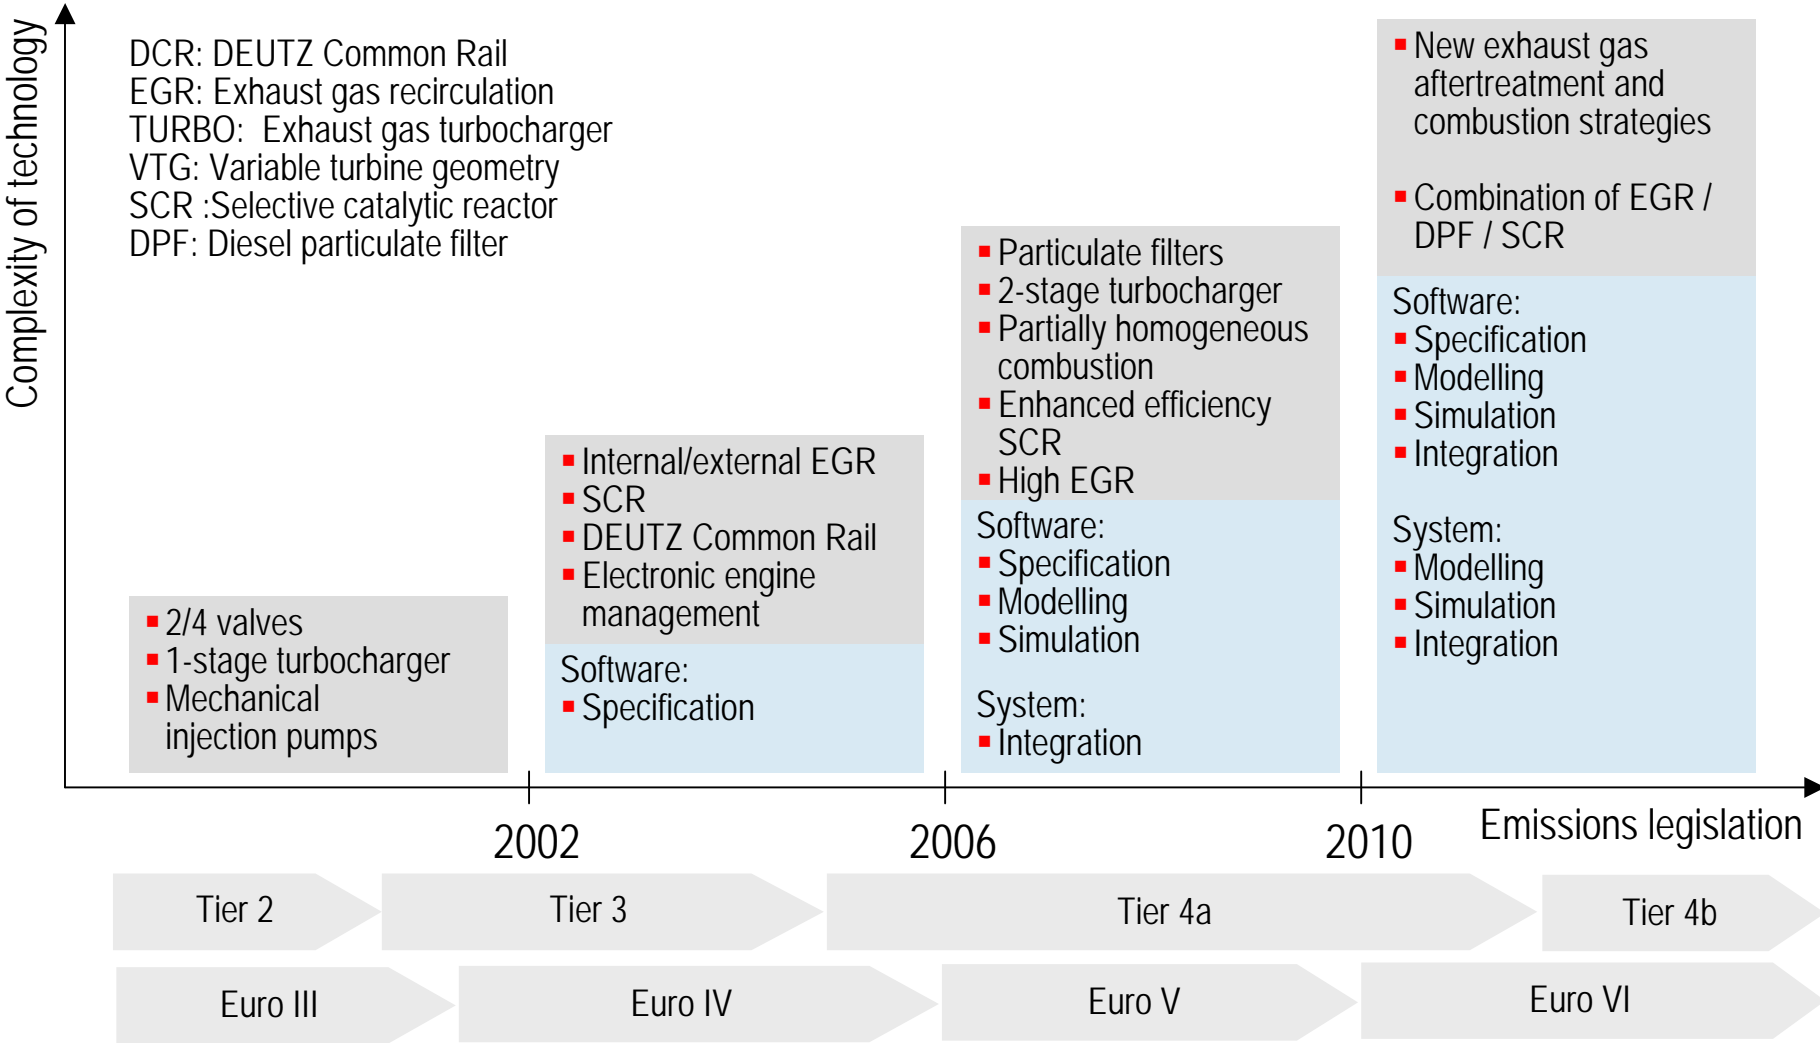 Complexity of technology
DCR: DEUTZ Common Rail
EGR: Exhaust gas recirculation
TURBO:  Exhaust gas turbocharger
VTG: Variable turbine geometry
SCR :Selective catalytic reactor
DPF: Diesel particulate filter
2/4 valves
1-stage turbocharger
Mechanical
injection pumps
Internal/external EGR
SCR
DEUTZ Common Rail
Electronic engine
management
Software:
Specification
Particulate filters
2-stage turbocharger
Partially homogeneous
combustion
Enhanced efficiency
SCR
High EGR
Software:
Specification
Modelling
Simulation
System:
Integration
New exhaust gas
aftertreatment and
combustion strategies
Combination of EGR /
DPF / SCR
Software:
Specification
Modelling
Simulation
Integration
System:
Modelling
Simulation
Integration
2002
2006
2010
Emissions legislation
Tier 2
Tier 3
Tier 4a
Tier 4b
Euro III
Euro IV
Euro V
Euro VI